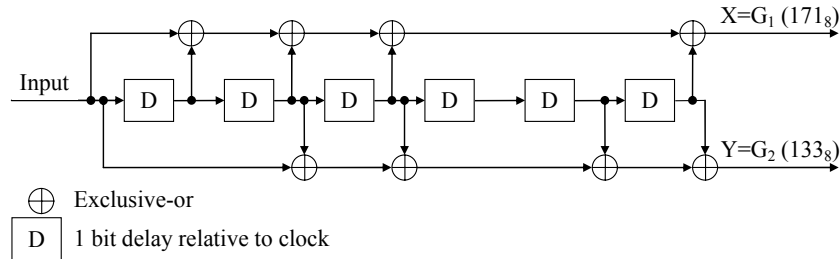 X=G₁ (171₈)
Input
D D D D D D
Y=G₂ (133₈)
Exclusive-or
D 1 bit delay relative to clock